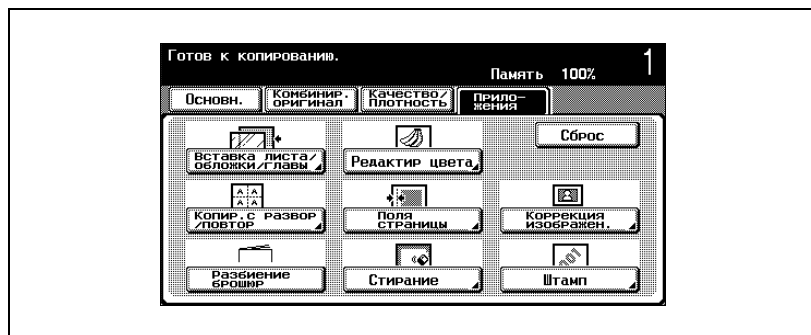 Готов к копированию.
Память 100% 1
Основн.
Комбинир.
оригинал
Качество/
Плотность
Прило-
жения
Вставка листа/
обложки/главы
Редактир цвета
Сброс
Копир.с развор
/повтор
Поля
страницы
Коррекция
изображен.
Разбиение
брошюр
Стирание
Штамп